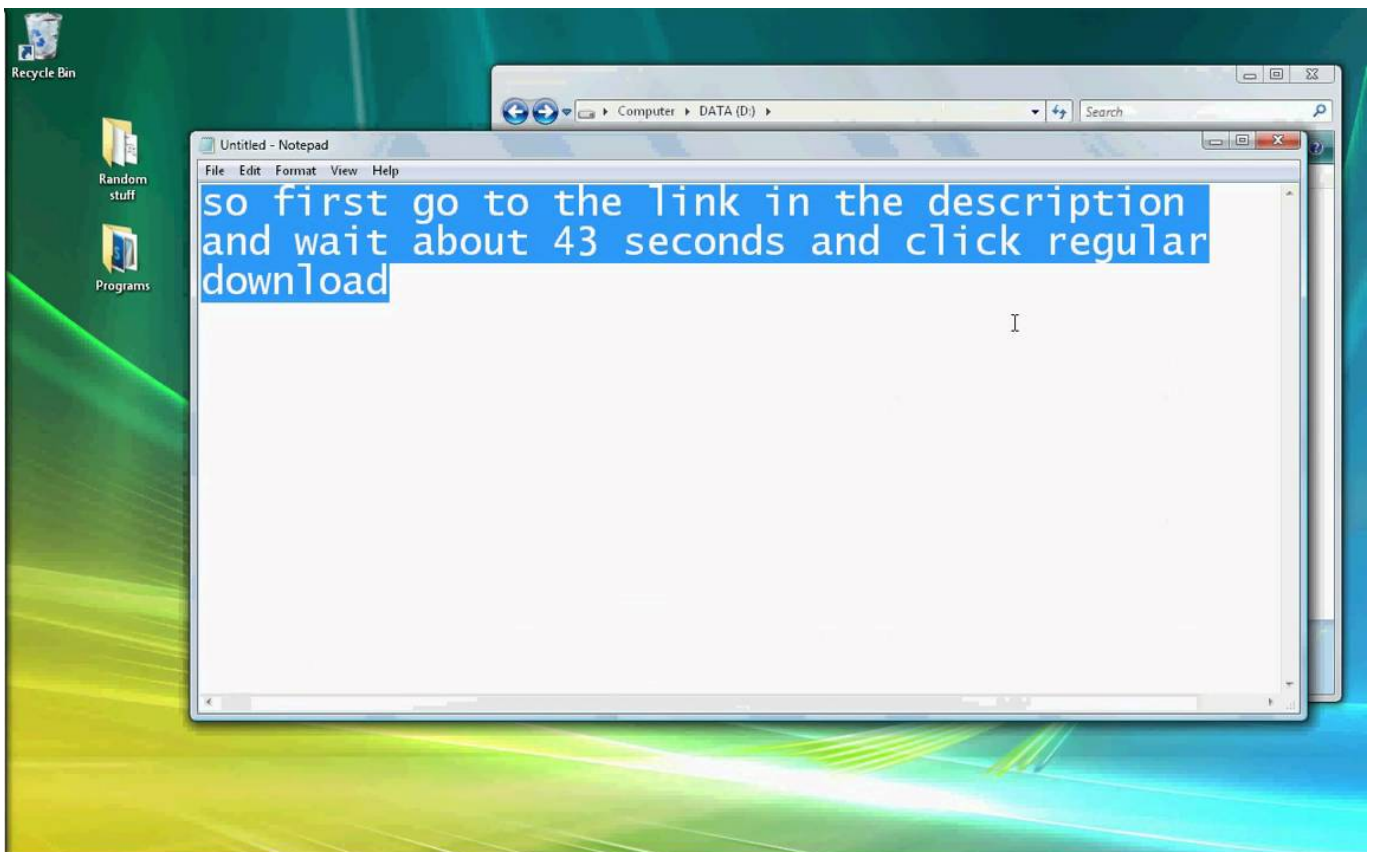 Recycle Bin
Computer DATA (D:)
Search
Untitled - Notepad
File Edit Format View Help
Random
stuff
so first go to the link in the description
and wait about 43 seconds and click regular
download
Programs